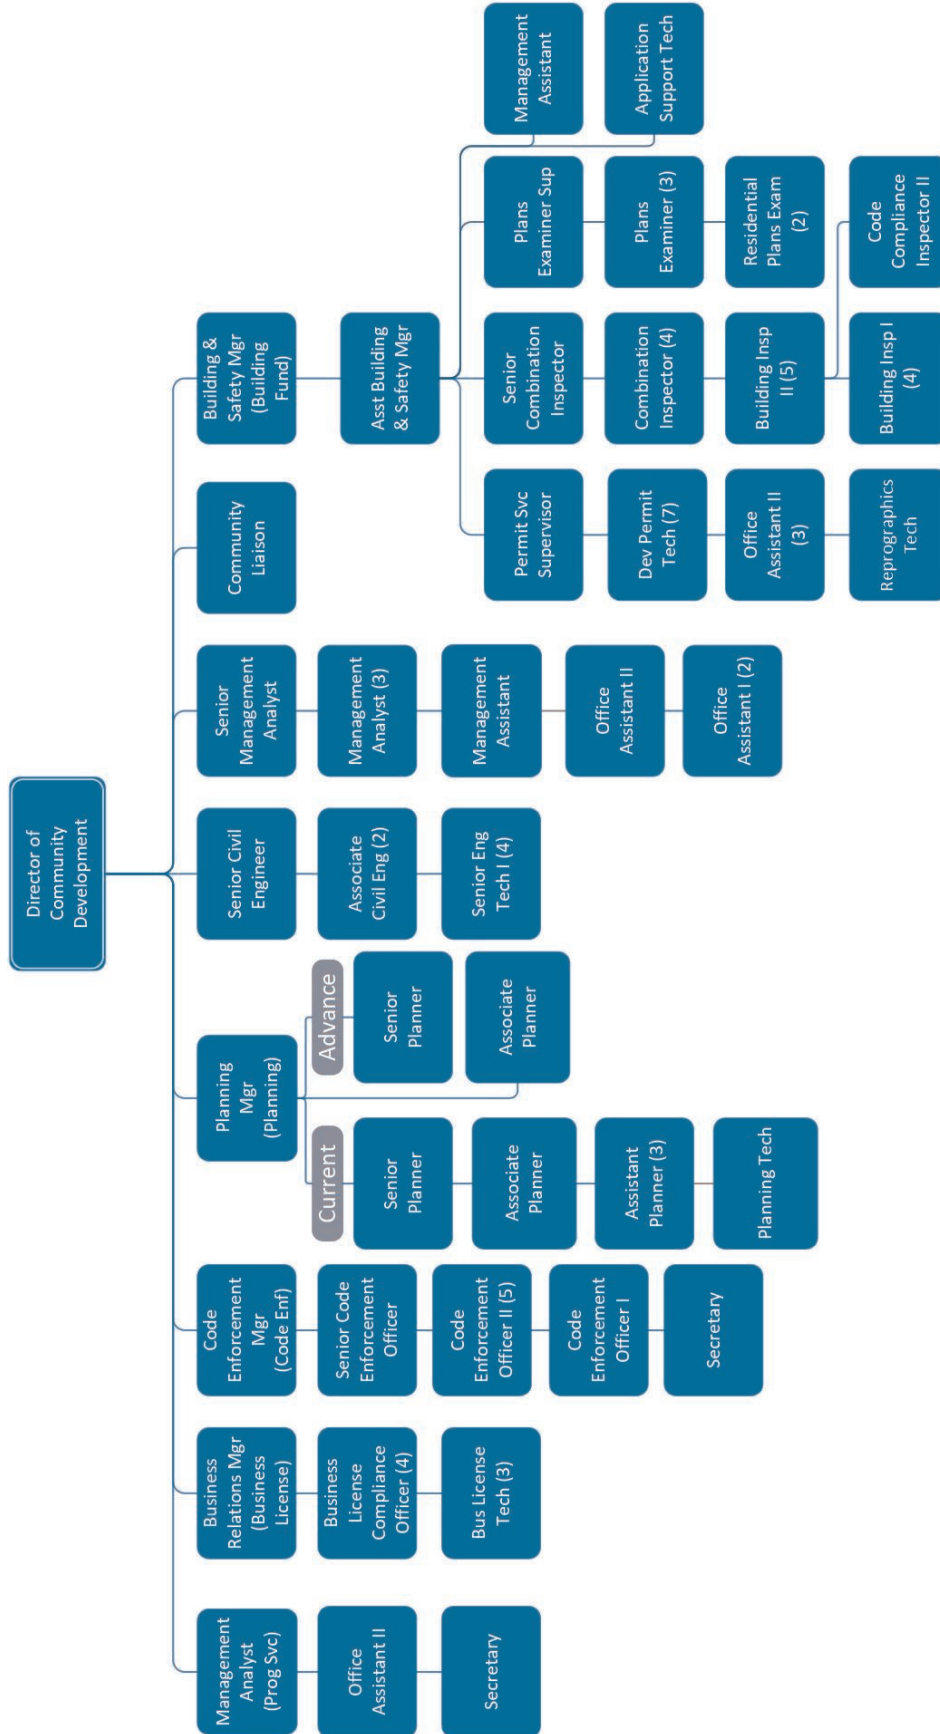 Director of
Community
Development
Management
Analyst
(Prog Svc)
Office
Assistant II
Secretary
Business
Relations Mgr
(Business
License)
Business
License
Compliance
Officer (4)
Bus License
Tech (3)
Code
Enforcement
Mgr
(Code Enf)
Senior Code
Enforcement
Officer
Code
Enforcement
Officer II (5)
Code
Enforcement
Officer I
Secretary
Planning
Mgr
(Planning)
Current
Senior
Planner
Associate
Planner
Assistant
Planner (3)
Planning Tech
Advance
Senior
Planner
Associate
Planner
Senior Civil
Engineer
Associate
Civil Eng (2)
Senior Eng
Tech I (4)
Senior
Management
Analyst
Management
Analyst (3)
Management
Assistant
Office
Assistant II
Office
Assistant I (2)
Community
Liaison
Building &
Safety Mgr
(Building
Fund)
Asst Building
& Safety Mgr
Permit Svc
Supervisor
Dev Permit
Tech (7)
Office
Assistant II
(3)
Reprographics
Tech
Senior
Combination
Inspector
Combination
Inspector (4)
Building Insp
II (5)
Building Insp I
(4)
Plans
Examiner Sup
Plans
Examiner (3)
Residential
Plans Exam
(2)
Code
Compliance
Inspector II
Management
Assistant
Application
Support Tech